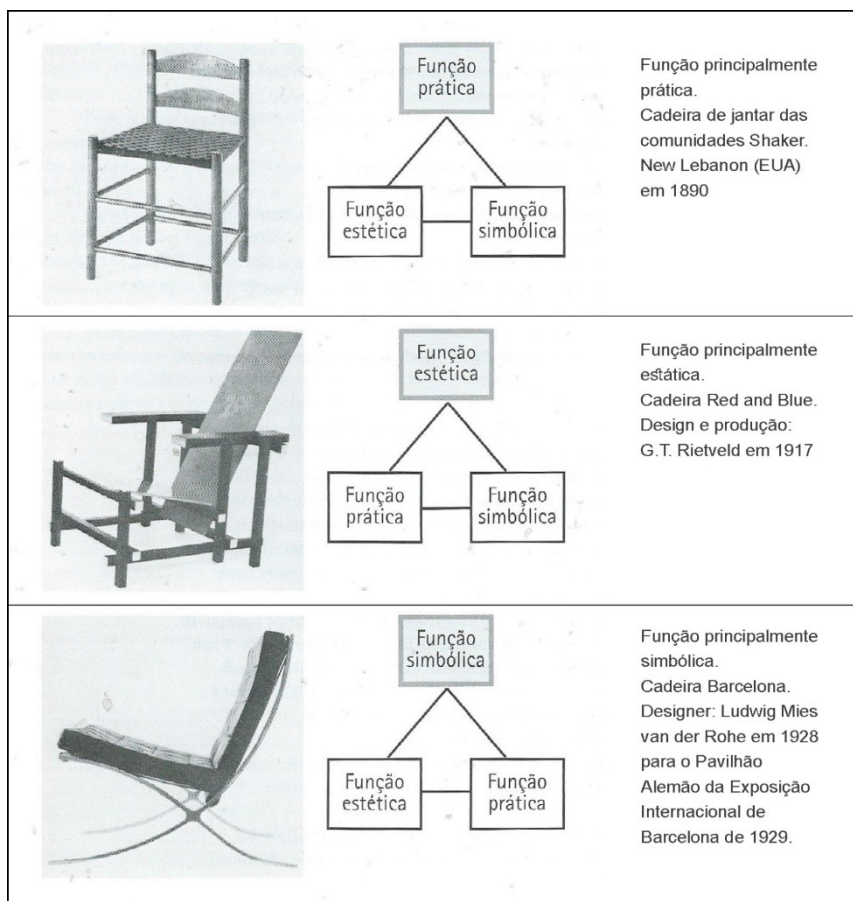 Função
prática
Função
estética
Função
simbólica
Função principalmente
prática.
Cadeira de jantar das
comunidades Shaker.
New Lebanon (EUA)
em 1890
Função
estética
Função
prática
Função
simbólica
Função principalmente
estática.
Cadeira Red and Blue.
Design e produção:
G.T. Rietveld em 1917
Função
simbólica
Função
estética
Função
prática
Função principalmente
simbólica.
Cadeira Barcelona.
Designer: Ludwig Mies
van der Rohe em 1928
para o Pavilhão
Alemão da Exposição
Internacional de
Barcelona de 1929.